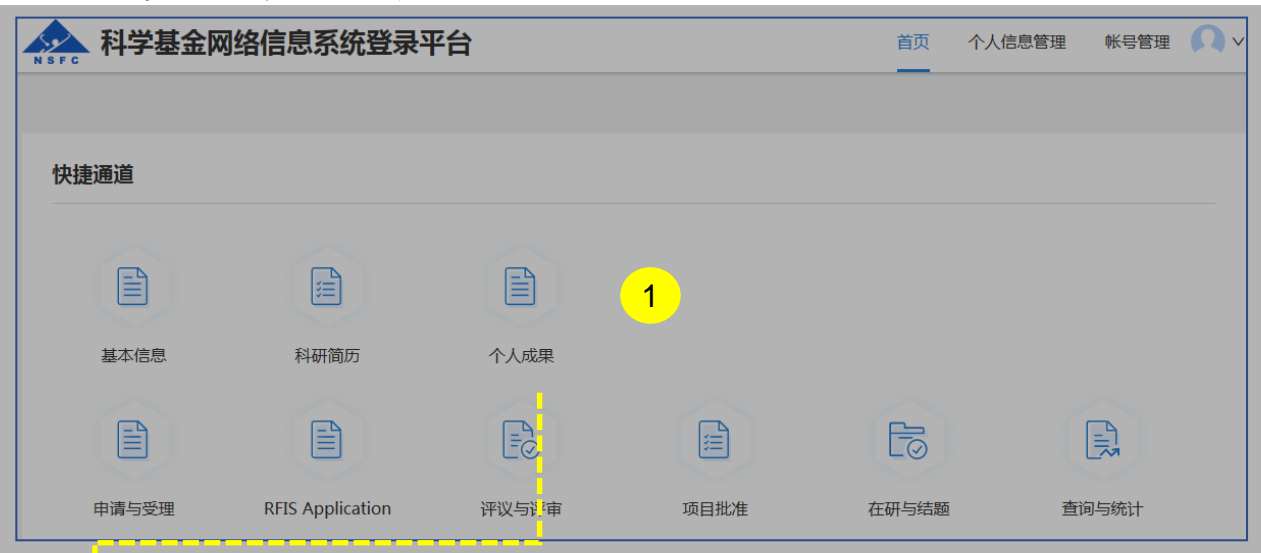 科学基金网络信息系统登录平台
首页 个人信息管理 帐号管理
NSFC
快捷通道
1
基本信息 科研简历 个人成果
申请与受理 RFIS Application 评议与评审 项目批准 在研与结题 查询与统计